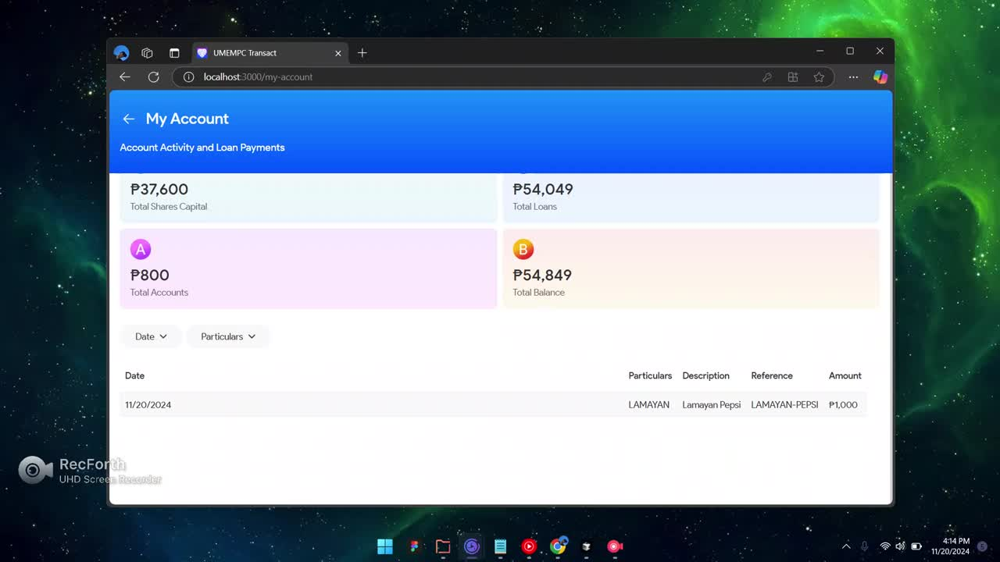 UMEMPC Transact
localhost:3000/my-account
My Account
Account Activity and Loan Payments
₱37,600
Total Shares Capital
₱54,049
Total Loans
A
₱800
Total Accounts
B
₱54,849
Total Balance
Date
Particulars
Date Particulars Description Reference Amount
11/20/2024 LAMAYAN Lamayan Pepsi LAMAYAN-PEPSI ₱1,000
RecForth
UHD Screen Recorder
4:14 PM
11/20/2024